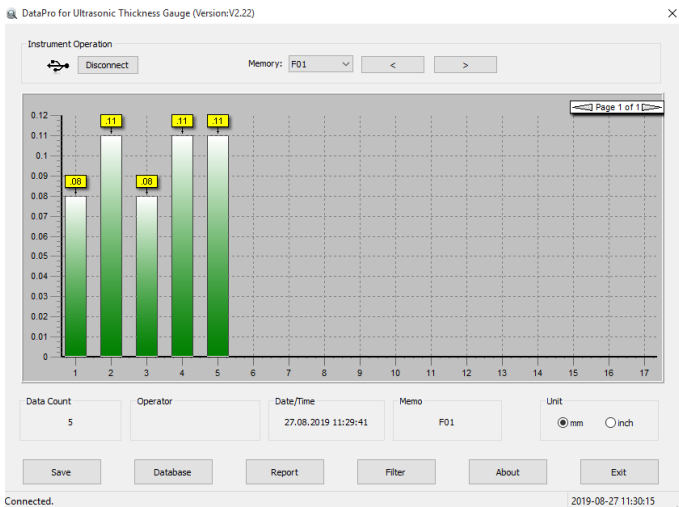 DataPro for Ultrasonic Thickness Gauge (Version:V2.22)
Instrument Operation
Disconnect
Memory: F01
<
>
Page 1 of 1
0.12
0.11
0.1
0.09
0.08
0.07
0.06
0.05
0.04
0.03
0.02
0.01
0
.08
.11
.08
.11
.11
1 2 3 4 5 6 7 8 9 10 11 12 13 14 15 16 17
Data Count
5
Operator
Date/Time
27.08.2019 11:29:41
Memo
F01
Unit
mm
inch
Save
Database
Report
Filter
About
Exit
Connected.
2019-08-27 11:30:15